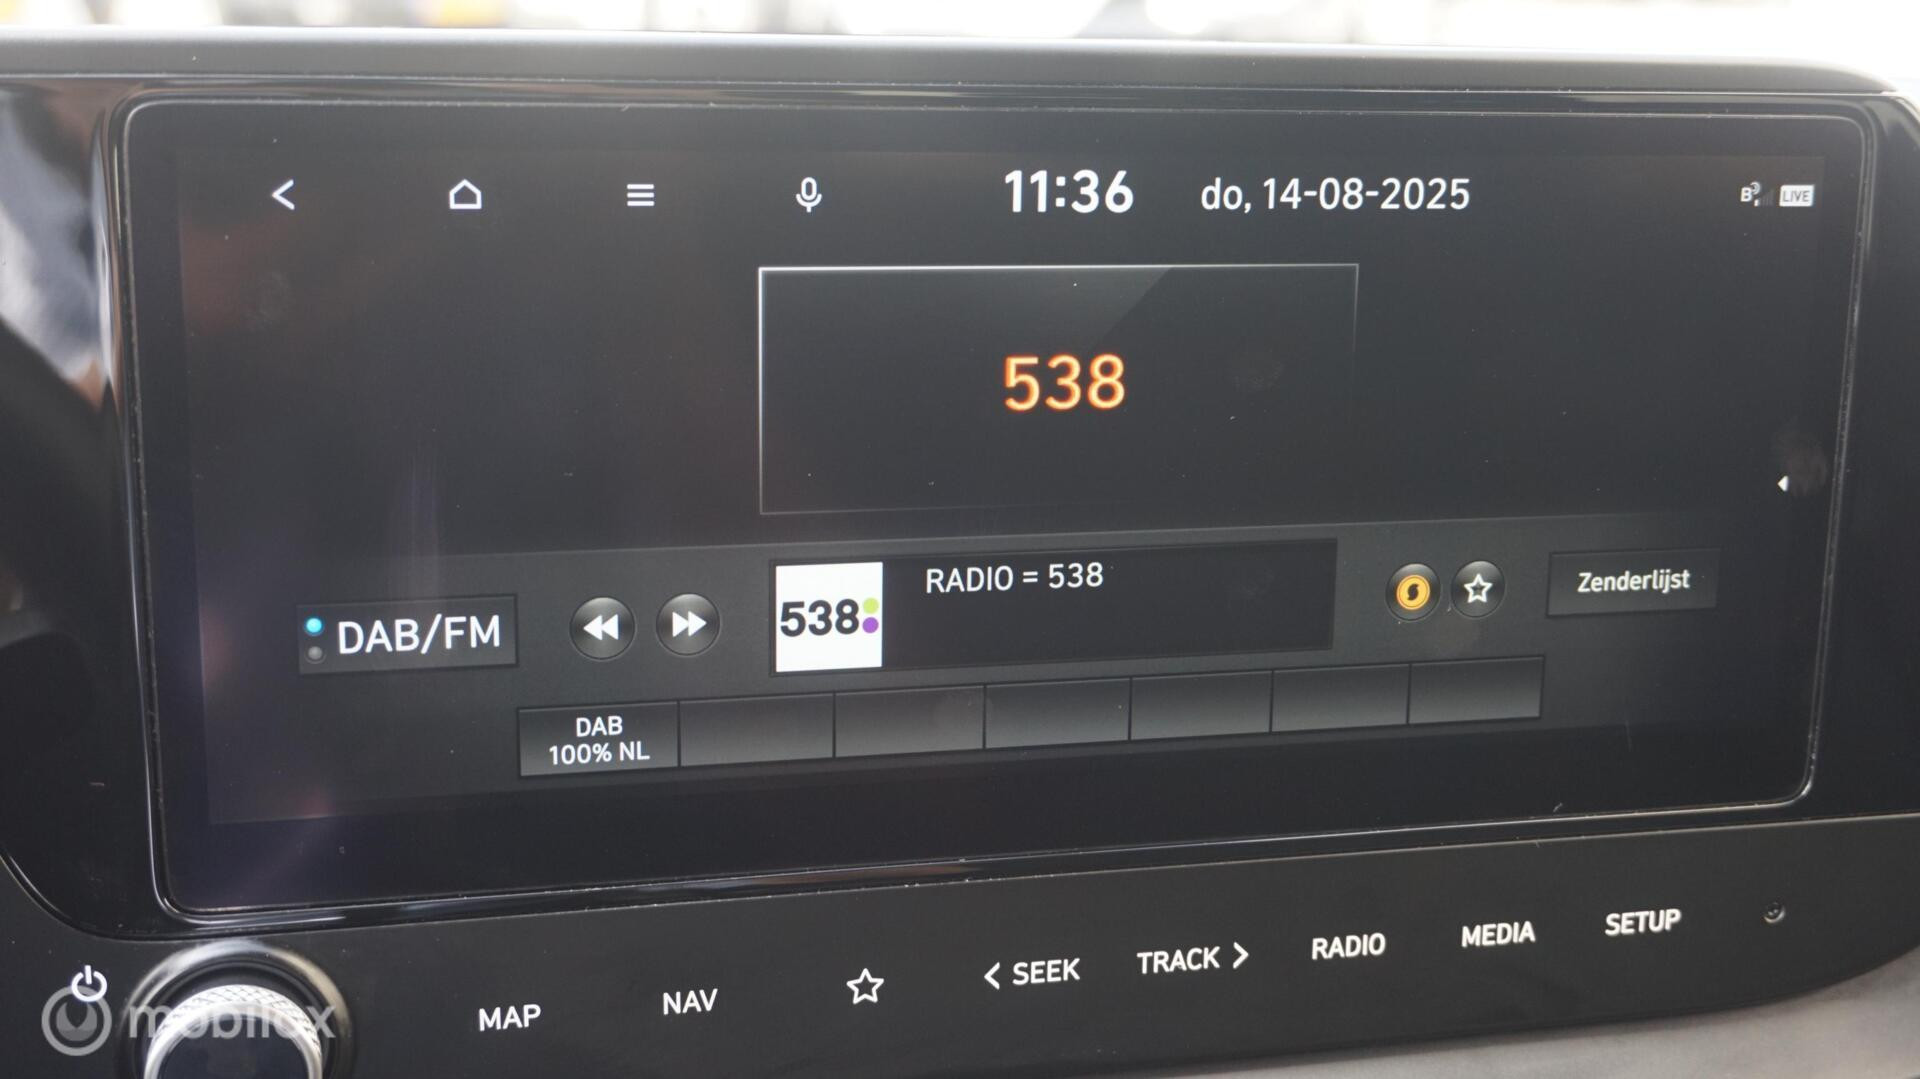 11:36 do, 14-08-2025
LIVE
538
RADIO = 538
538
DAB/FM
Zenderlijst
DAB
100% NL
MAP
NAV
< SEEK
TRACK >
RADIO
MEDIA
SETUP
mobilox